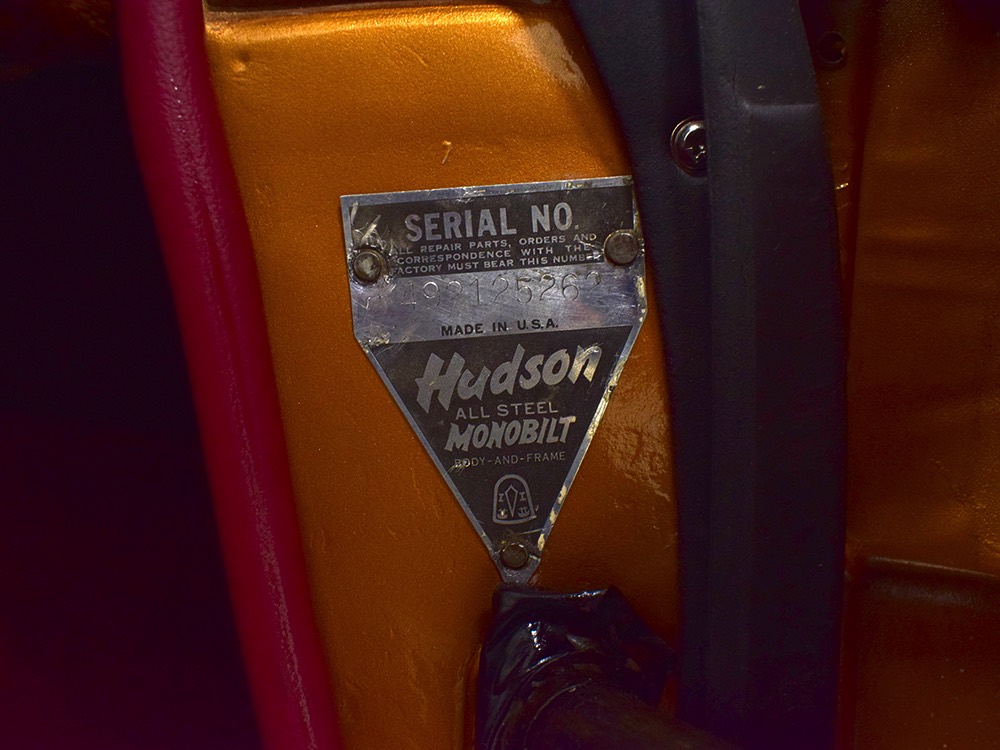 SERIAL NO.
ALL REPAIR PARTS, ORDERS AND
CORRESPONDENCE WITH THE
FACTORY MUST BEAR THIS NUMBER
MADE IN U.S.A.
Hudson
ALL STEEL
MONOBILT
BODY-AND-FRAME